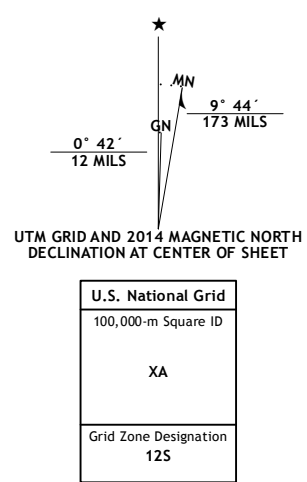 MN
9° 44´
173 MILS
GN
0° 42´
12 MILS
UTM GRID AND 2014 MAGNETIC NORTH
DECLINATION AT CENTER OF SHEET
U.S. National Grid
100,000-m Square ID
XA
Grid Zone Designation
12S